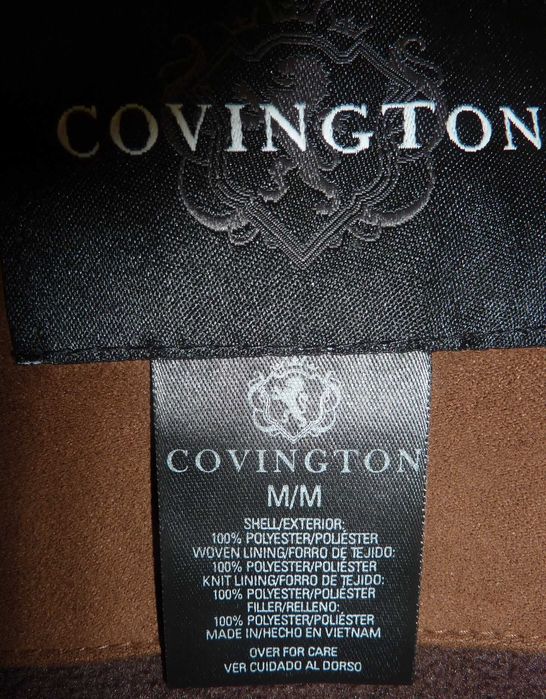 COVINGTON
COVINGTON
M/M
SHELL/EXTERIOR:
100% POLYESTER/POLIÉSTER
WOVEN LINING/FORRO DE TEJIDO:
100% POLYESTER/POLIÉSTER
KNIT LINING/FORRO DE TEJIDO:
100% POLYESTER/POLIÉSTER
FILLER/RELLENO:
100% POLYESTER/POLIÉSTER
MADE IN/HECHO EN VIETNAM
OVER FOR CARE
VER CUIDADO AL DORSO